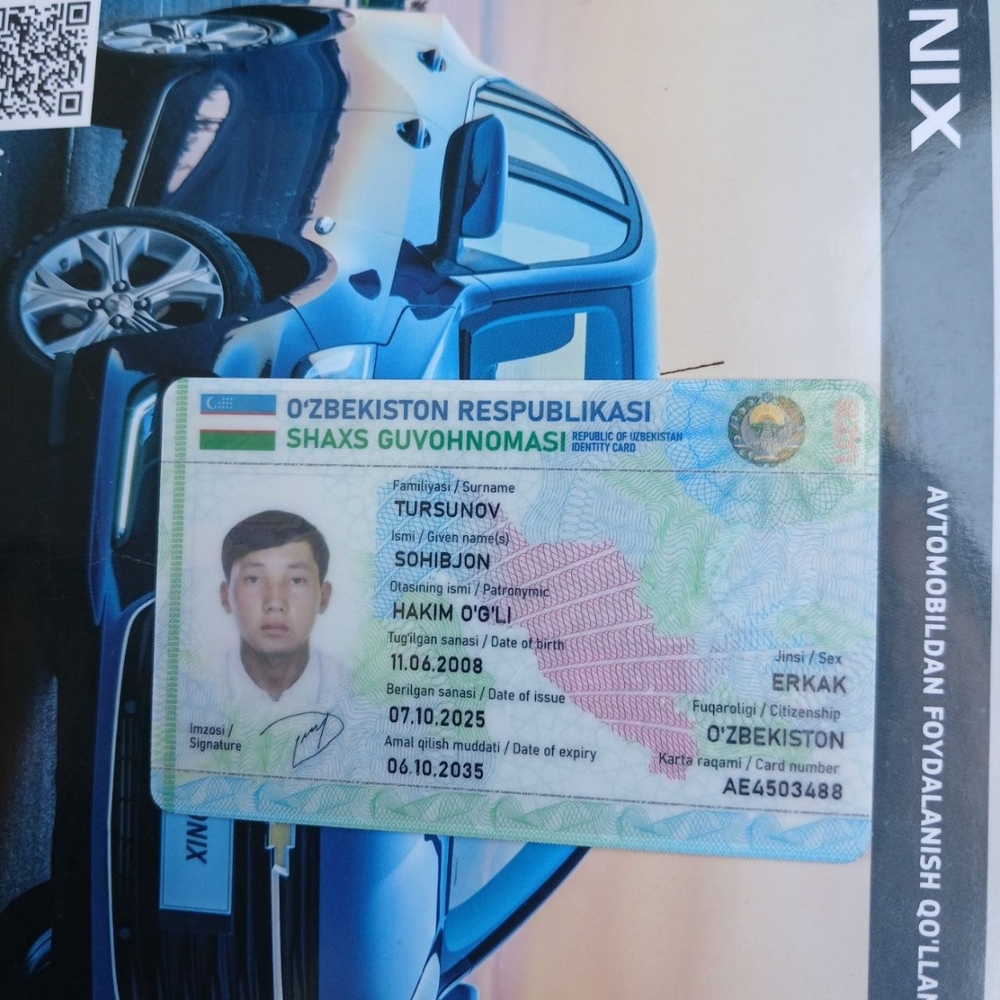 O‘ZBEKISTON RESPUBLIKASI
SHAXS GUVOHNOMASI
REPUBLIC OF UZBEKISTAN
IDENTITY CARD
Familiyasi / Surname
TURSUNOV
Ismi / Given name(s)
SOHIBJON
Otasining ismi / Patronymic
HAKIM O‘G‘LI
Tug‘ilgan sanasi / Date of birth
11.06.2008
Berilgan sanasi / Date of issue
07.10.2025
Amal qilish muddati / Date of expiry
06.10.2035
Jinsi / Sex
ERKAK
Fuqaroligi / Citizenship
O‘ZBEKISTON
Karta raqami / Card number
AE4503488
Imzosi /
Signature
NIX
AVTOMOBILDAN FOYDALANISH QO‘LLAN
ONIX